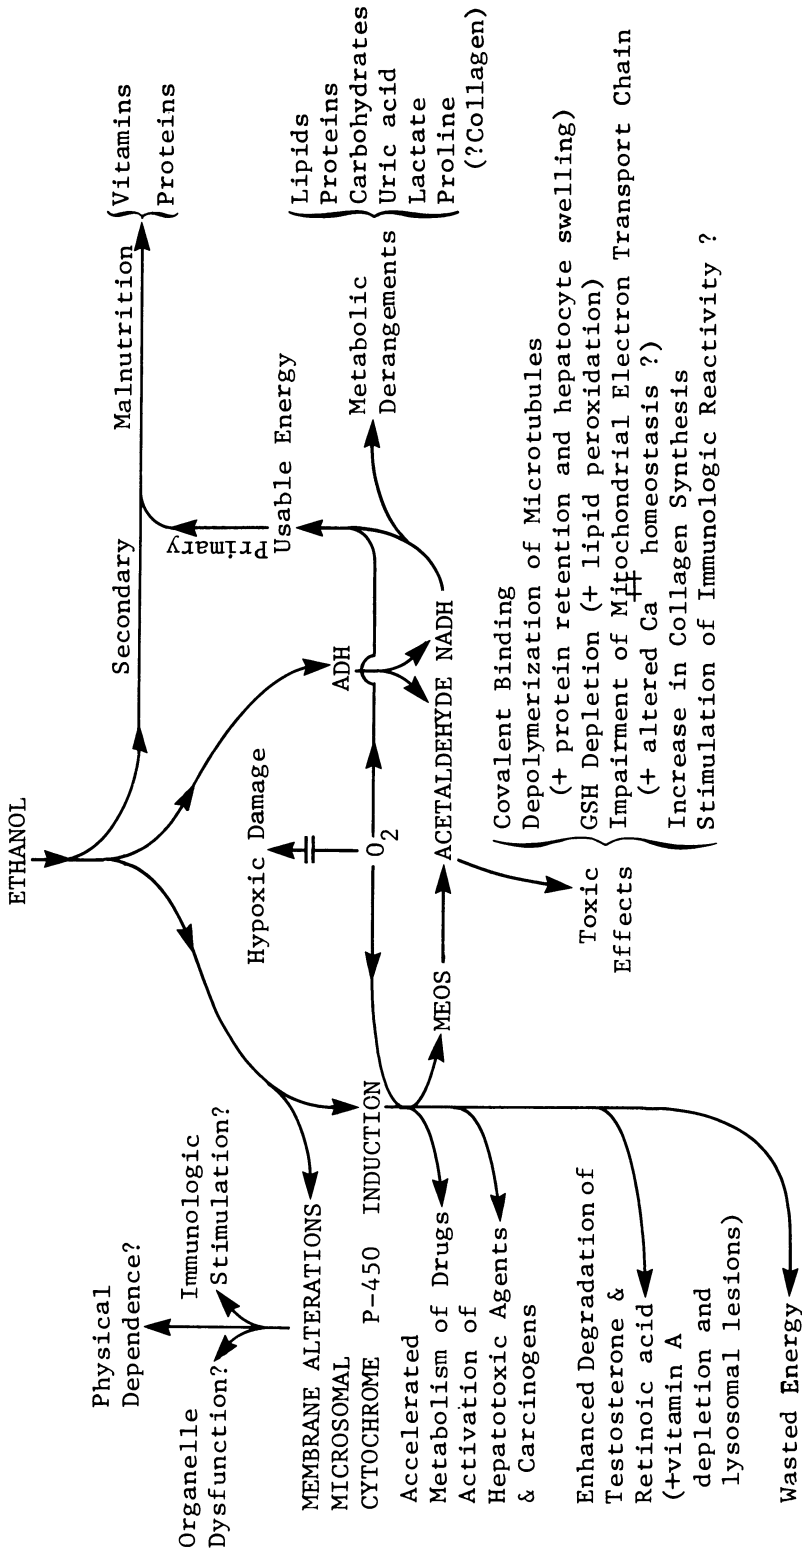 ETHANOL
Physical
Dependence?
Organelle
Dysfunction?
Immunologic
Stimulation?
MEMBRANE ALTERATIONS
MICROSOMAL
CYTOCHROME P-450 INDUCTION
Accelerated
Metabolism of Drugs
Activation of
Hepatotoxic Agents
& Carcinogens
Enhanced Degradation of
Testosterone &
Retinoic acid
(+vitamin A
depletion and
lysosomal lesions)
Wasted Energy
MEOS
Hypoxic Damage
O2
ADH
ACETALDEHYDE NADH
Toxic
Effects
Covalent Binding
Depolymerization of Microtubules
(+ protein retention and hepatocyte swelling)
GSH Depletion (+ lipid peroxidation)
Impairment of Mitochondrial Electron Transport Chain
(+ altered Ca++ homeostasis ?)
Increase in Collagen Synthesis
Stimulation of Immunologic Reactivity ?
Secondary
Malnutrition
Vitamins
Proteins
Primary
Usable Energy
Metabolic
Derangements
Lipids
Proteins
Carbohydrates
Uric acid
Lactate
Proline
(?Collagen)